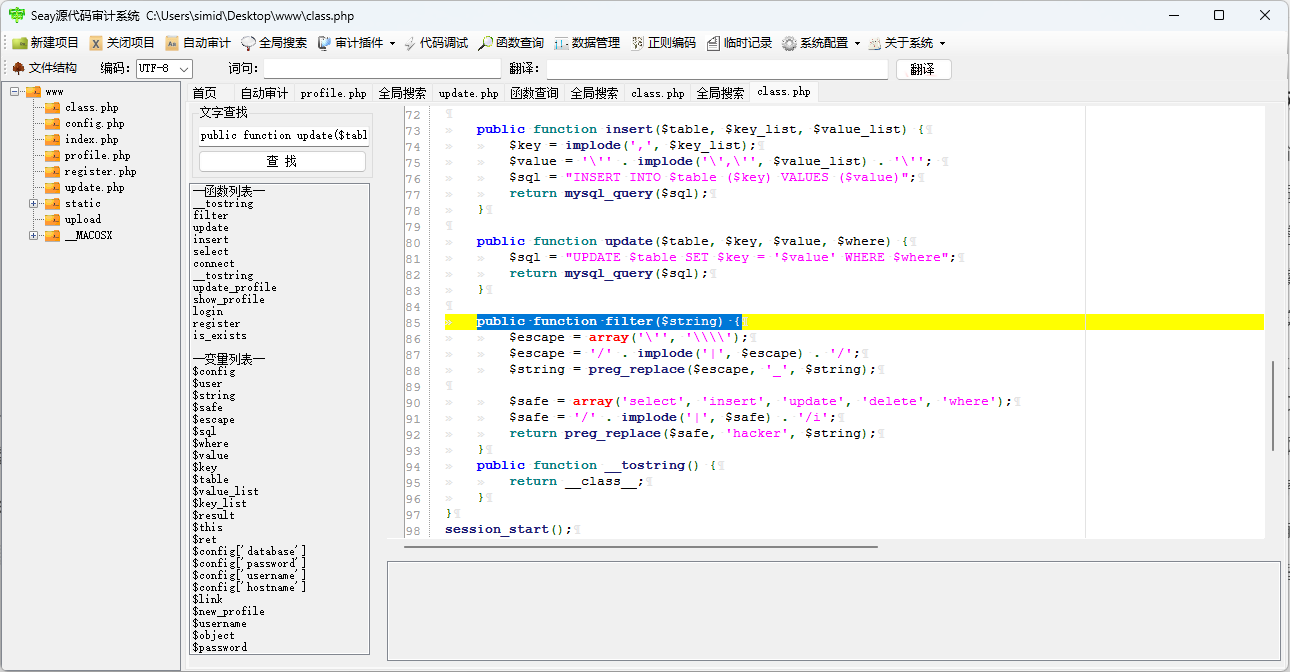 Seay源代码审计系统 C:\Users\simid\Desktop\www\class.php
新建项目 关闭项目 自动审计 全局搜索 审计插件 代码调试 函数查询 数据管理 正则编码 临时记录 系统配置 关于系统
文件结构 编码: UTF-8 词句: 翻译: 翻译
www
class.php
config.php
index.php
profile.php
register.php
update.php
static
upload
__MACOSX
首页 自动审计 profile.php 全局搜索 update.php 函数查询 全局搜索 class.php 全局搜索 class.php
文字查找
public function update($tabl
查 找
—函数列表—
__tostring
filter
update
insert
select
connect
__tostring
update_profile
show_profile
login
register
is_exists
—变量列表—
$config
$user
$string
$safe
$escape
$sql
$where
$value
$key
$table
$value_list
$key_list
$result
$this
$ret
$config['database']
$config['password']
$config['username']
$config['hostname']
$link
$new_profile
$username
$object
$password
72
73 public function insert($table, $key_list, $value_list) {
74 $key = implode(',', $key_list);
75 $value = '\'' . implode('\',\'', $value_list) . '\'';
76 $sql = "INSERT INTO $table ($key) VALUES ($value)";
77 return mysql_query($sql);
78 }
79
80 public function update($table, $key, $value, $where) {
81 $sql = "UPDATE $table SET $key = '$value' WHERE $where";
82 return mysql_query($sql);
83 }
84
85 public function filter($string) {
86 $escape = array('\'', '\\\\');
87 $escape = '/' . implode('|', $escape) . '/';
88 $string = preg_replace($escape, '_', $string);
89
90 $safe = array('select', 'insert', 'update', 'delete', 'where');
91 $safe = '/' . implode('|', $safe) . '/i';
92 return preg_replace($safe, 'hacker', $string);
93 }
94 public function __tostring() {
95 return __class__;
96 }
97 }
98 session_start();